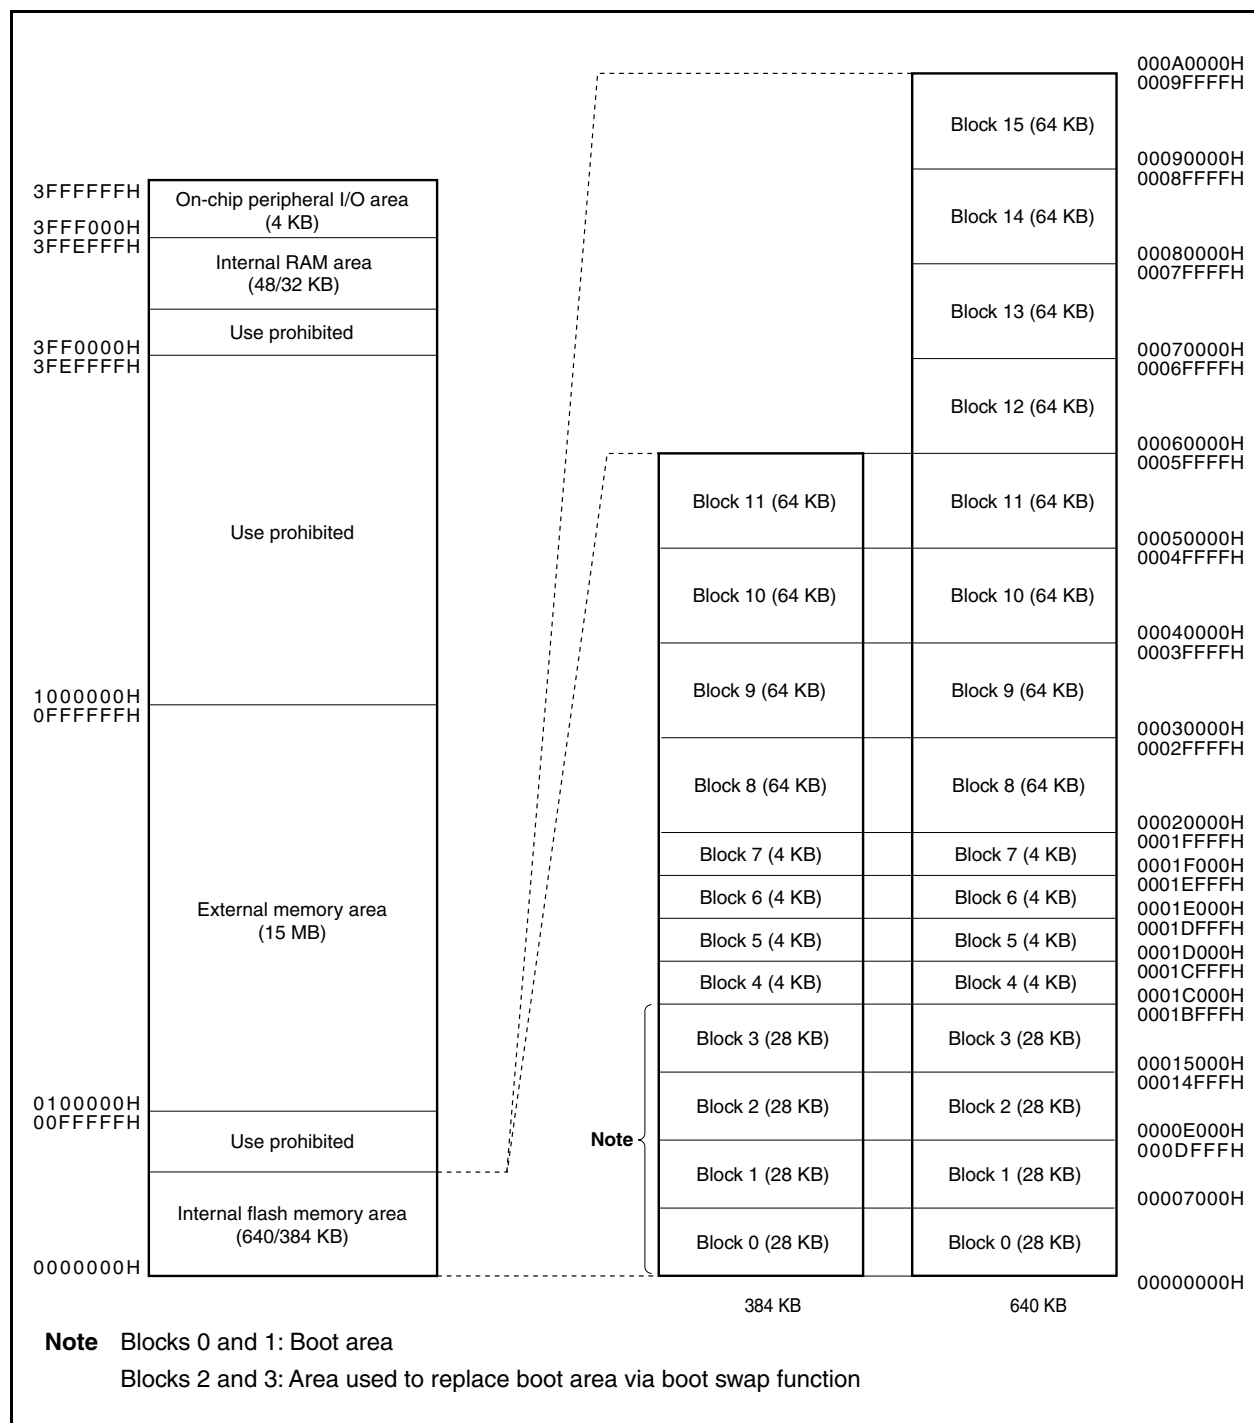 3FFFFFFH
On-chip peripheral I/O area
(4 KB)
3FFF000H
3FFEFFFH
Internal RAM area
(48/32 KB)
Use prohibited
3FF0000H
3FEFFFFH
Use prohibited
1000000H
0FFFFFFH
External memory area
(15 MB)
0100000H
00FFFFFH
Use prohibited
Internal flash memory area
(640/384 KB)
0000000H
Block 11 (64 KB)
Block 10 (64 KB)
Block 9 (64 KB)
Block 8 (64 KB)
Block 7 (4 KB)
Block 6 (4 KB)
Block 5 (4 KB)
Block 4 (4 KB)
Block 3 (28 KB)
Block 2 (28 KB)
Note
Block 1 (28 KB)
Block 0 (28 KB)
384 KB
Block 15 (64 KB)
Block 14 (64 KB)
Block 13 (64 KB)
Block 12 (64 KB)
Block 11 (64 KB)
Block 10 (64 KB)
Block 9 (64 KB)
Block 8 (64 KB)
Block 7 (4 KB)
Block 6 (4 KB)
Block 5 (4 KB)
Block 4 (4 KB)
Block 3 (28 KB)
Block 2 (28 KB)
Block 1 (28 KB)
Block 0 (28 KB)
640 KB
000A0000H
0009FFFFH
00090000H
0008FFFFH
00080000H
0007FFFFH
00070000H
0006FFFFH
00060000H
0005FFFFH
00050000H
0004FFFFH
00040000H
0003FFFFH
00030000H
0002FFFFH
00020000H
0001FFFFH
0001F000H
0001EFFFH
0001E000H
0001DFFFH
0001D000H
0001CFFFH
0001C000H
0001BFFFH
00015000H
00014FFFH
0000E000H
000DFFFH
00007000H
00000000H
Note Blocks 0 and 1: Boot area
Blocks 2 and 3: Area used to replace boot area via boot swap function